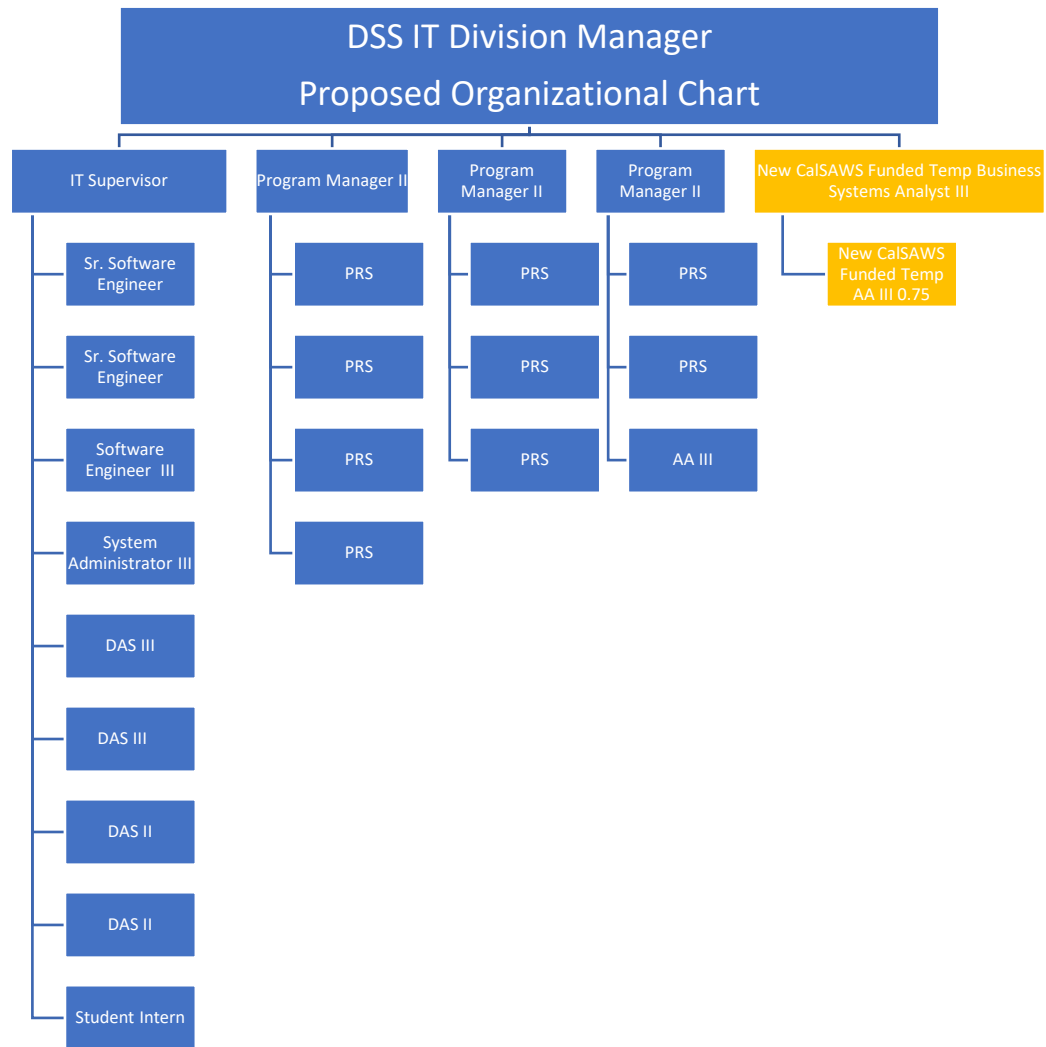 DSS IT Division Manager
Proposed Organizational Chart
IT Supervisor
Sr. Software
Engineer
Sr. Software
Engineer
Software
Engineer III
System
Administrator III
DAS III
DAS III
DAS II
DAS II
Student Intern
Program Manager II
PRS
PRS
PRS
PRS
Program
Manager II
PRS
PRS
PRS
Program
Manager II
PRS
PRS
AA III
New CalSAWS Funded Temp Business
Systems Analyst III
New CalSAWS
Funded Temp
AA III 0.75